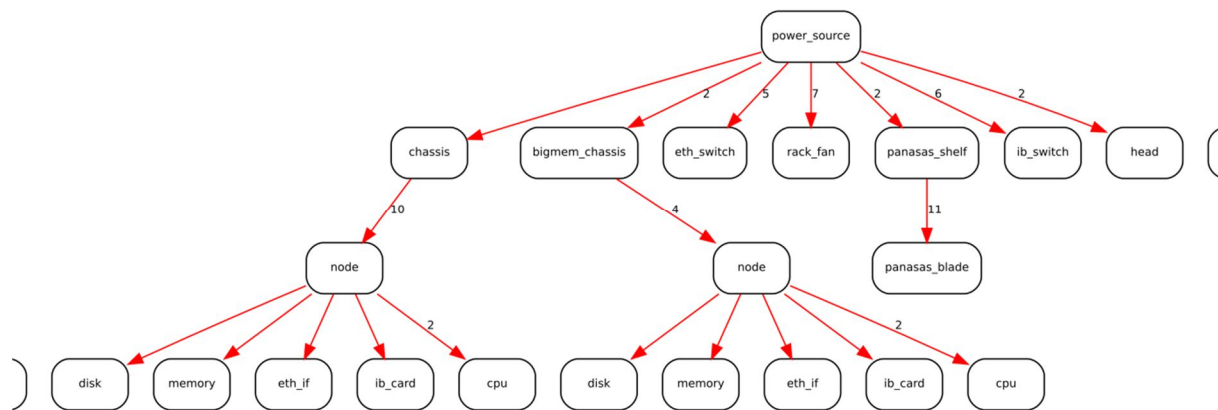 power_source
2
5
7
2
6
2
chassis
bigmem_chassis
eth_switch
rack_fan
panasas_shelf
ib_switch
head
10
4
11
node
node
panasas_blade
2
2
disk
memory
eth_if
ib_card
cpu
disk
memory
eth_if
ib_card
cpu